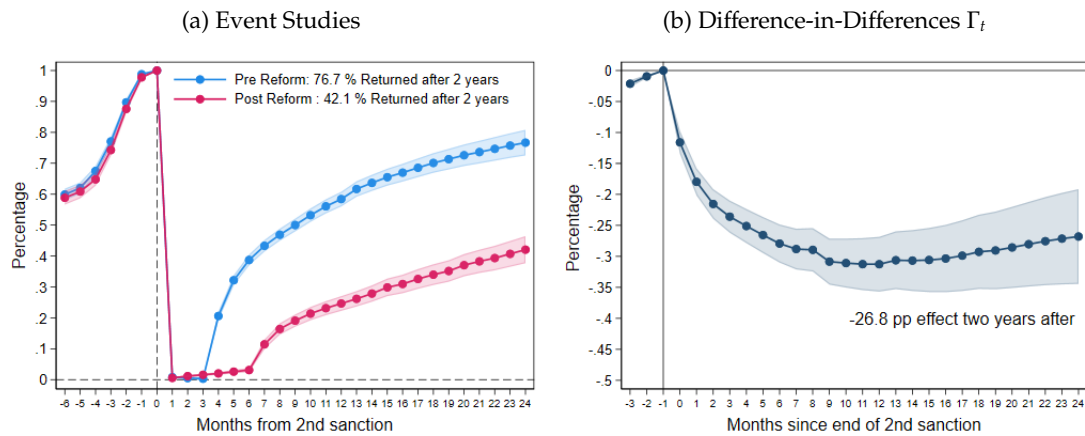 (a) Event Studies
Percentage
1
.9
.8
.7
.6
.5
.4
.3
.2
.1
0
Pre Reform: 76.7 % Returned after 2 years
Post Reform : 42.1 % Returned after 2 years
-6 -5 -4 -3 -2 -1 0 1 2 3 4 5 6 7 8 9 10 11 12 13 14 15 16 17 18 19 20 21 22 23 24
Months from 2nd sanction
(b) Difference-in-Differences Γt
Percentage
0
-.05
-.1
-.15
-.2
-.25
-.3
-.35
-.4
-.45
-.5
-26.8 pp effect two years after
-3 -2 -1 0 1 2 3 4 5 6 7 8 9 10 11 12 13 14 15 16 17 18 19 20 21 22 23 24
Months since end of 2nd sanction